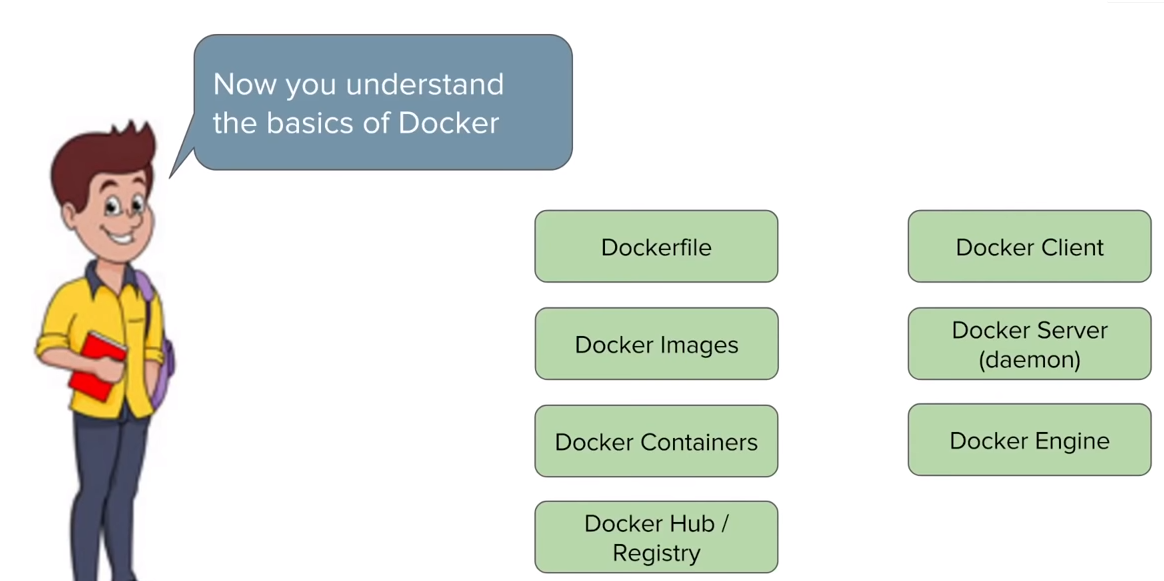 Now you understand
the basics of Docker
Dockerfile
Docker Images
Docker Containers
Docker Hub /
Registry
Docker Client
Docker Server
(daemon)
Docker Engine